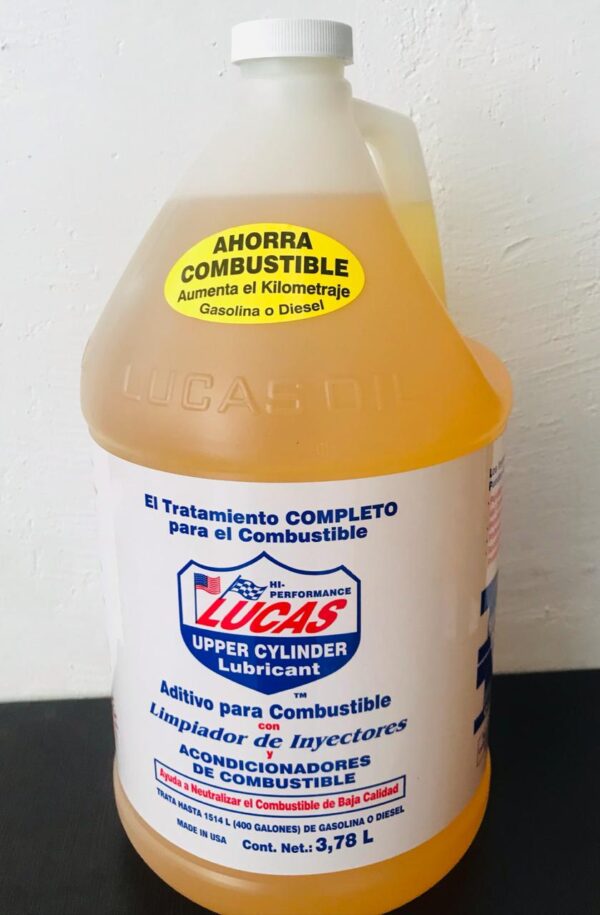 AHORRA
COMBUSTIBLE
Aumenta el Kilometraje
Gasolina o Diesel
LUCAS OIL
El Tratamiento COMPLETO
para el Combustible
HI-
PERFORMANCE
LUCAS
UPPER CYLINDER
Lubricant
TM
Aditivo para Combustible
con
Limpiador de Inyectores
y
ACONDICIONADORES
DE COMBUSTIBLE
Ayuda a Neutralizar el Combustible de Baja Calidad
TRATA HASTA 1514 L (400 GALONES) DE GASOLINA O DIESEL
MADE IN USA
Cont. Net.: 3,78 L